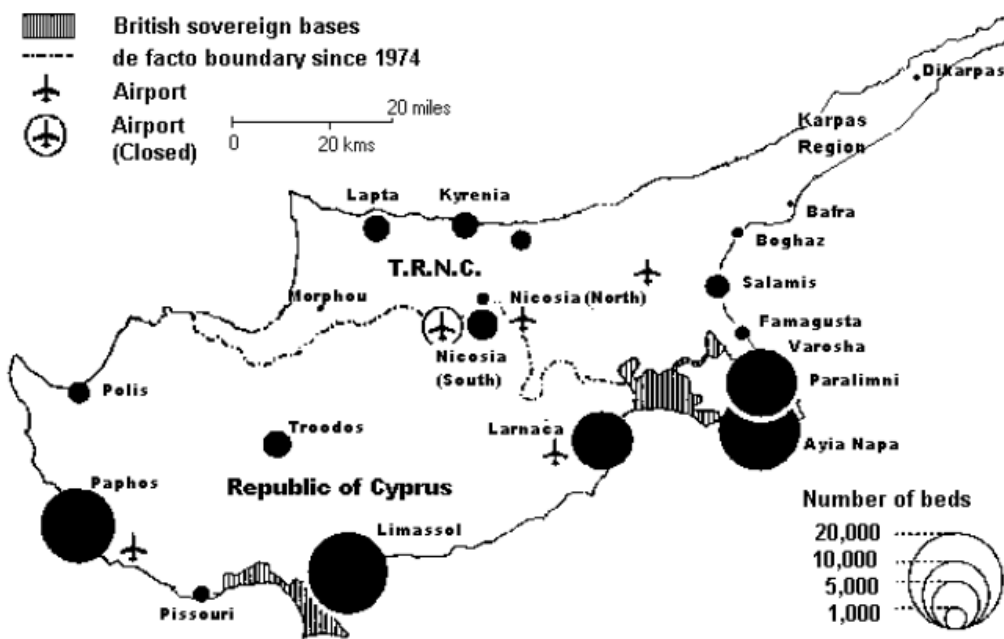 British sovereign bases
de facto boundary since 1974
Airport
Airport
(Closed)
20 miles
0
20 kms
Dikarpas
Karpas
Region
Lapta
Kyrenia
Bafra
Boghaz
T.R.N.C.
Salamis
Morphou
Nicosia (North)
Famagusta
Varosha
Nicosia
(South)
Paralimni
Polis
Troodos
Larnaca
Ayia Napa
Paphos
Republic of Cyprus
Limassol
Pissouri
Number of beds
20,000
10,000
5,000
1,000